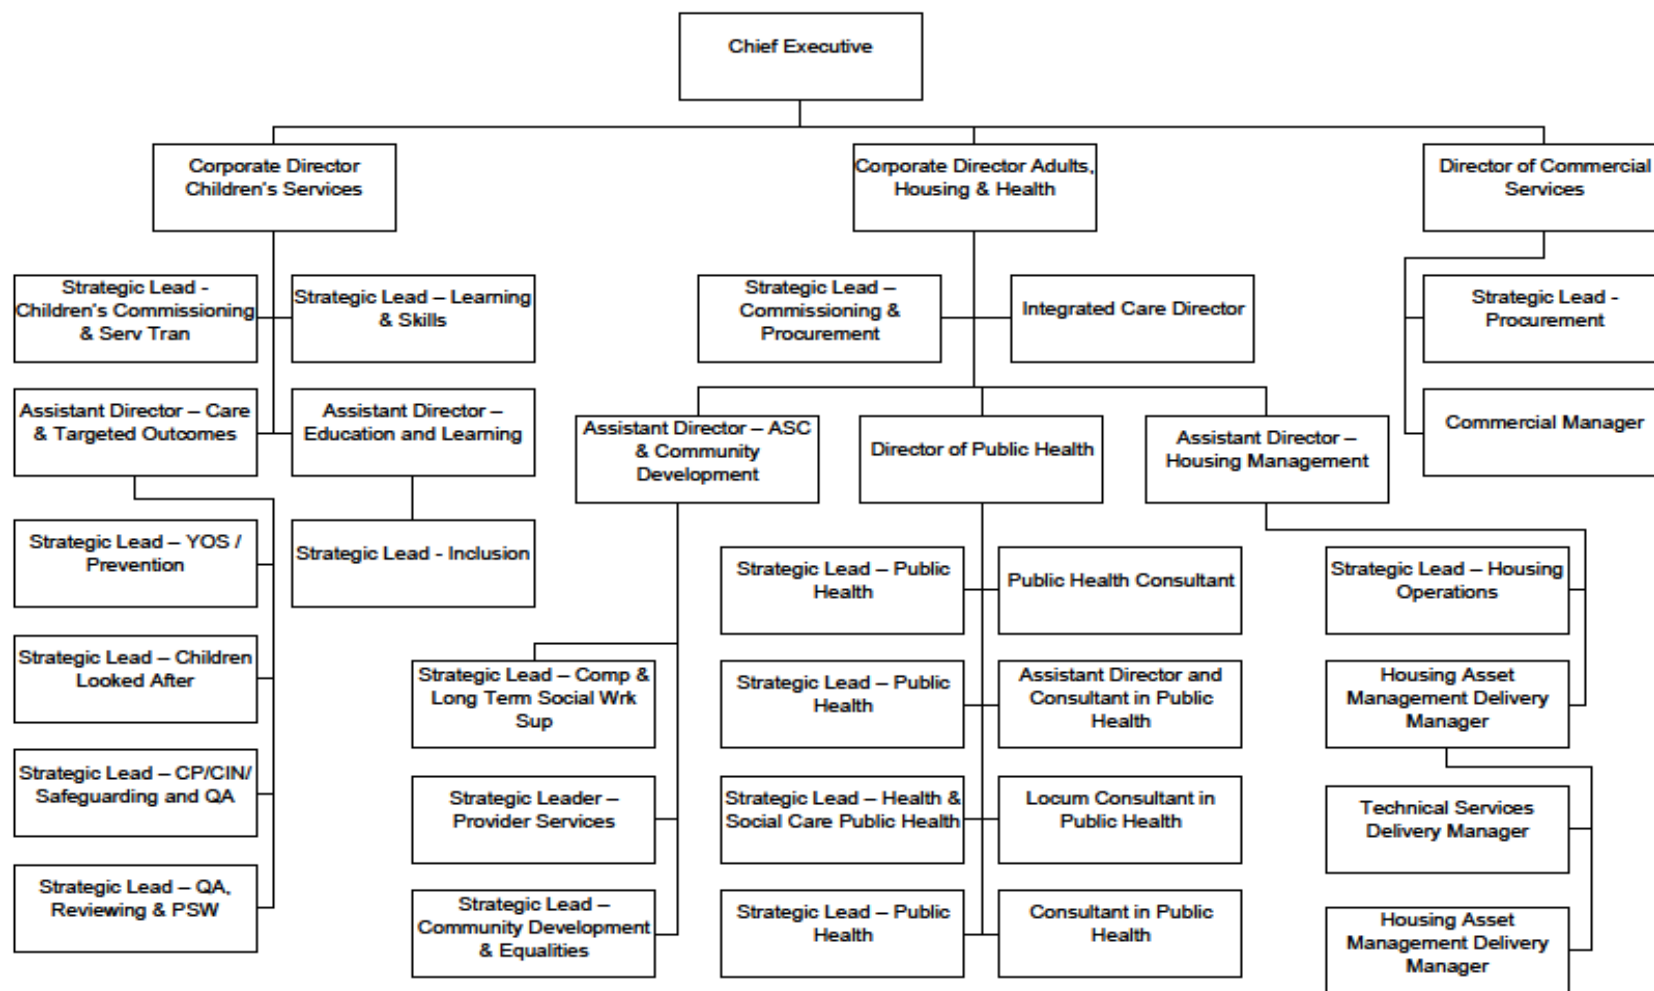 Chief Executive
Corporate Director
Children's Services
Corporate Director Adults,
Housing & Health
Director of Commercial
Services
Strategic Lead -
Children's Commissioning
& Serv Tran
Strategic Lead – Learning
& Skills
Strategic Lead –
Commissioning &
Procurement
Integrated Care Director
Strategic Lead -
Procurement
Assistant Director – Care
& Targeted Outcomes
Assistant Director –
Education and Learning
Assistant Director – ASC
& Community
Development
Director of Public Health
Assistant Director –
Housing Management
Commercial Manager
Strategic Lead – YOS /
Prevention
Strategic Lead - Inclusion
Strategic Lead – Public
Health
Public Health Consultant
Strategic Lead – Housing
Operations
Strategic Lead – Children
Looked After
Strategic Lead – Comp &
Long Term Social Wrk
Sup
Strategic Lead – Public
Health
Assistant Director and
Consultant in Public
Health
Housing Asset
Management Delivery
Manager
Strategic Lead – CP/CIN/
Safeguarding and QA
Strategic Leader –
Provider Services
Strategic Lead – Health &
Social Care Public Health
Locum Consultant in
Public Health
Technical Services
Delivery Manager
Strategic Lead – QA,
Reviewing & PSW
Strategic Lead –
Community Development
& Equalities
Strategic Lead – Public
Health
Consultant in Public
Health
Housing Asset
Management Delivery
Manager